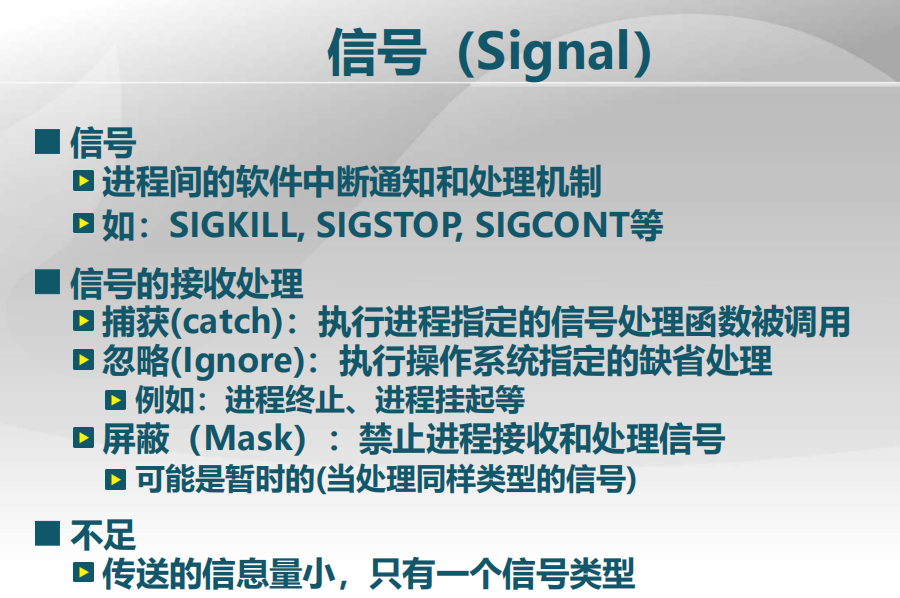 信号（Signal）
信号
进程间的软件中断通知和处理机制
如：SIGKILL, SIGSTOP, SIGCONT等
信号的接收处理
捕获(catch)：执行进程指定的信号处理函数被调用
忽略(Ignore)：执行操作系统指定的缺省处理
例如：进程终止、进程挂起等
屏蔽（Mask）：禁止进程接收和处理信号
可能是暂时的(当处理同样类型的信号)
不足
传送的信息量小，只有一个信号类型